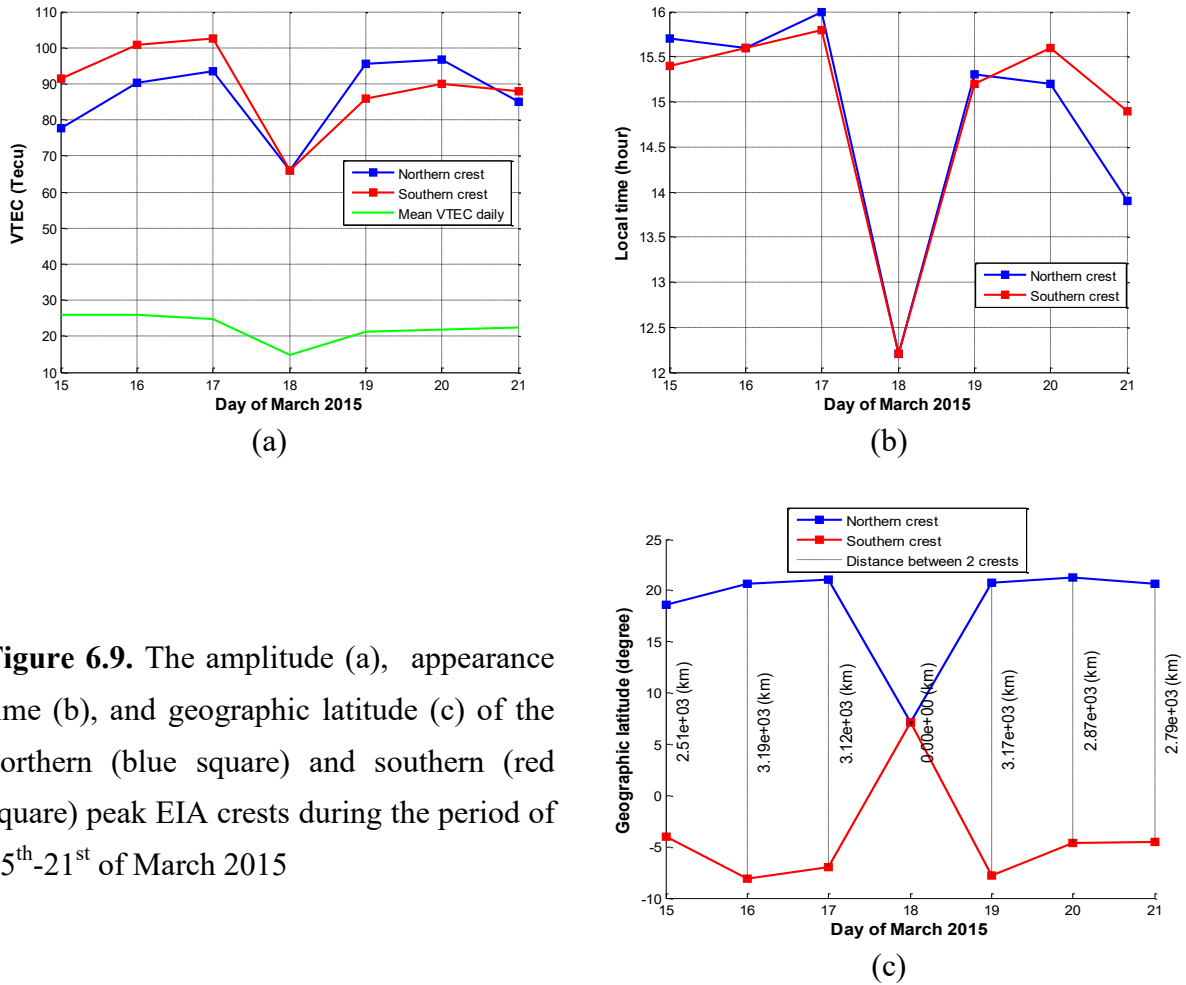 110
100
90
80
70
60
50
40
30
20
10
VTEC (Tecu)
Northern crest
Southern crest
Mean VTEC daily
15 16 17 18 19 20 21
Day of March 2015
(a)
16
15.5
15
14.5
14
13.5
13
12.5
12
Local time (hour)
Northern crest
Southern crest
15 16 17 18 19 20 21
Day of March 2015
(b)
Northern crest
Southern crest
Distance between 2 crests
25
20
15
10
5
0
-5
-10
Geographic latitude (degree)
2.51e+03 (km)
3.19e+03 (km)
3.12e+03 (km)
0.00e+00 (km)
3.17e+03 (km)
2.87e+03 (km)
2.79e+03 (km)
15 16 17 18 19 20 21
Day of March 2015
(c)
igure 6.9. The amplitude (a), appearance
ime (b), and geographic latitude (c) of the
orthern (blue square) and southern (red
quare) peak EIA crests during the period of
5th-21st of March 2015